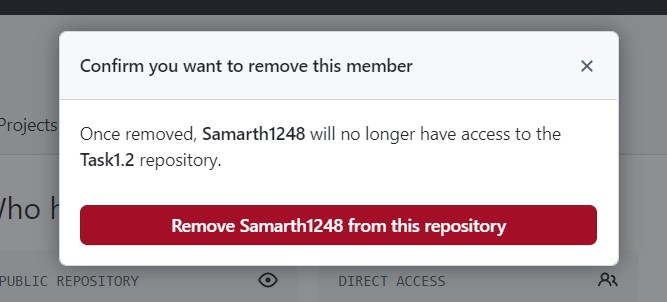 Confirm you want to remove this member
Projects
Once removed, Samarth1248 will no longer have access to the
Task1.2 repository.
Who h
Remove Samarth1248 from this repository
PUBLIC REPOSITORY
DIRECT ACCESS